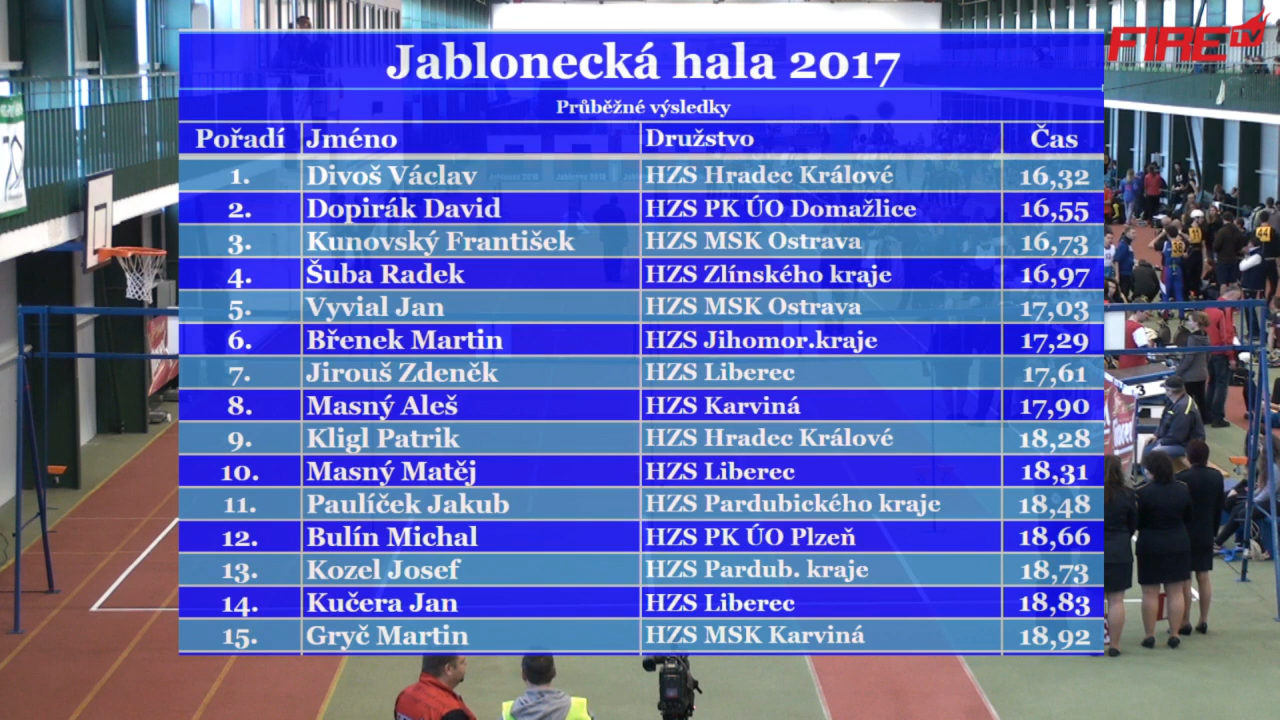 FIRE TV
Jablonecká hala 2017
Průběžné výsledky
Pořadí Jméno Družstvo Čas
1. Divoš Václav HZS Hradec Králové 16,32
2. Dopirák David HZS PK ÚO Domažlice 16,55
3. Kunovský František HZS MSK Ostrava 16,73
4. Šuba Radek HZS Zlínského kraje 16,97
5. Vyvial Jan HZS MSK Ostrava 17,03
6. Břenek Martin HZS Jihomor.kraje 17,29
7. Jirouš Zdeněk HZS Liberec 17,61
8. Masný Aleš HZS Karviná 17,90
9. Kligl Patrik HZS Hradec Králové 18,28
10. Masný Matěj HZS Liberec 18,31
11. Paulíček Jakub HZS Pardubického kraje 18,48
12. Bulín Michal HZS PK ÚO Plzeň 18,66
13. Kozel Josef HZS Pardub. kraje 18,73
14. Kučera Jan HZS Liberec 18,83
15. Gryč Martin HZS MSK Karviná 18,92
36
44
3